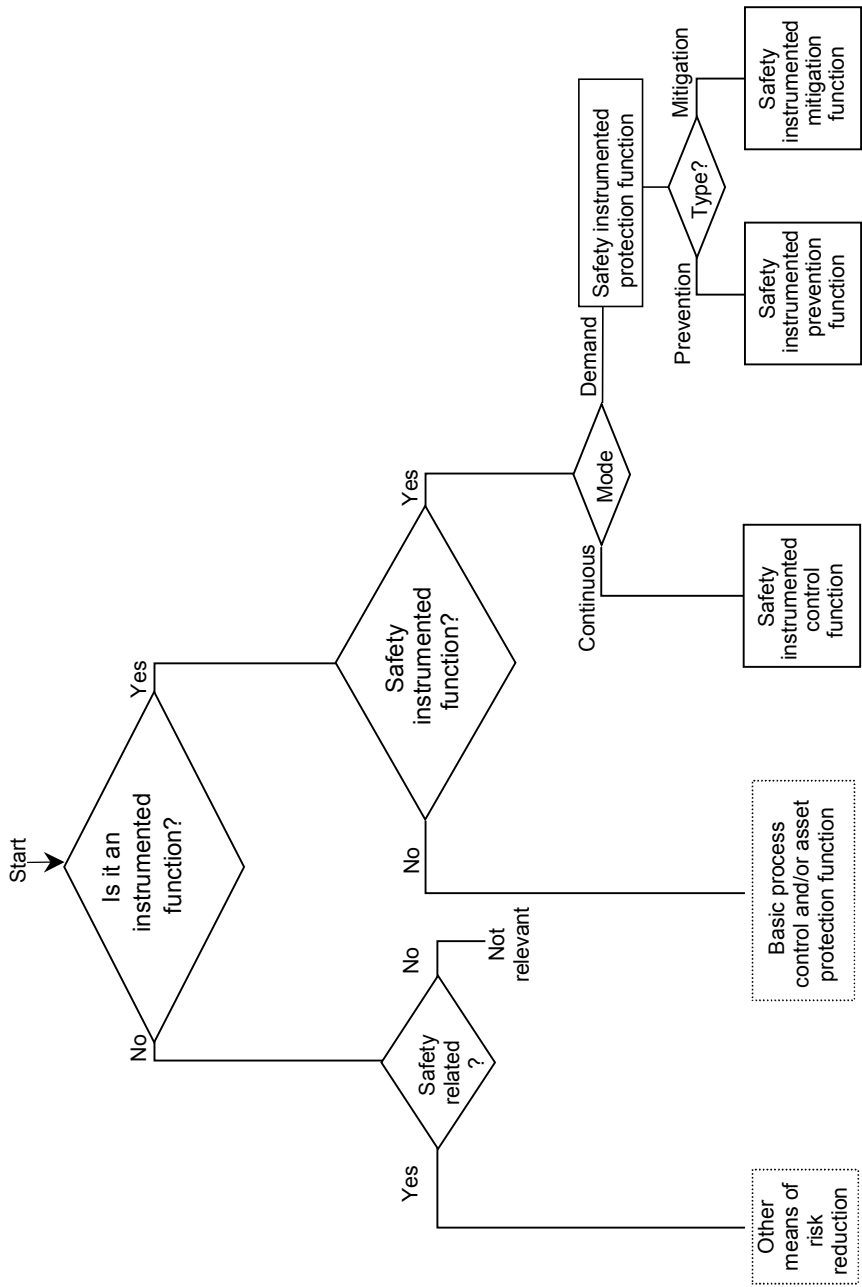 Start
Is it an
instrumented
function?
No
Yes
Safety
related
?
Yes
No
Not
relevant
Safety
instrumented
function?
No
Yes
Mode
Continuous
Demand
Safety instrumented
protection function
Type?
Prevention
Mitigation
Other
means of
risk
reduction
Basic process
control and/or asset
protection function
Safety
instrumented
control
function
Safety
instrumented
prevention
function
Safety
instrumented
mitigation
function